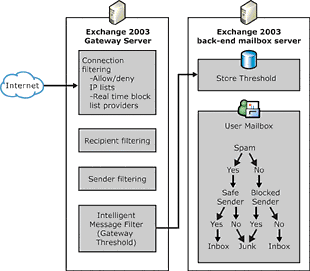 Exchange 2003
Gateway Server
Exchange 2003
back-end mailbox server
Internet
Connection
filtering
-Allow/deny
IP lists
-Real time block
list providers
Recipient filtering
Sender filtering
Intelligent
Message Filter
(Gateway
Threshold)
Store Threshold
User Mailbox
Spam
Yes No
Safe Blocked
Sender Sender
Yes No Yes No
Inbox Junk Inbox